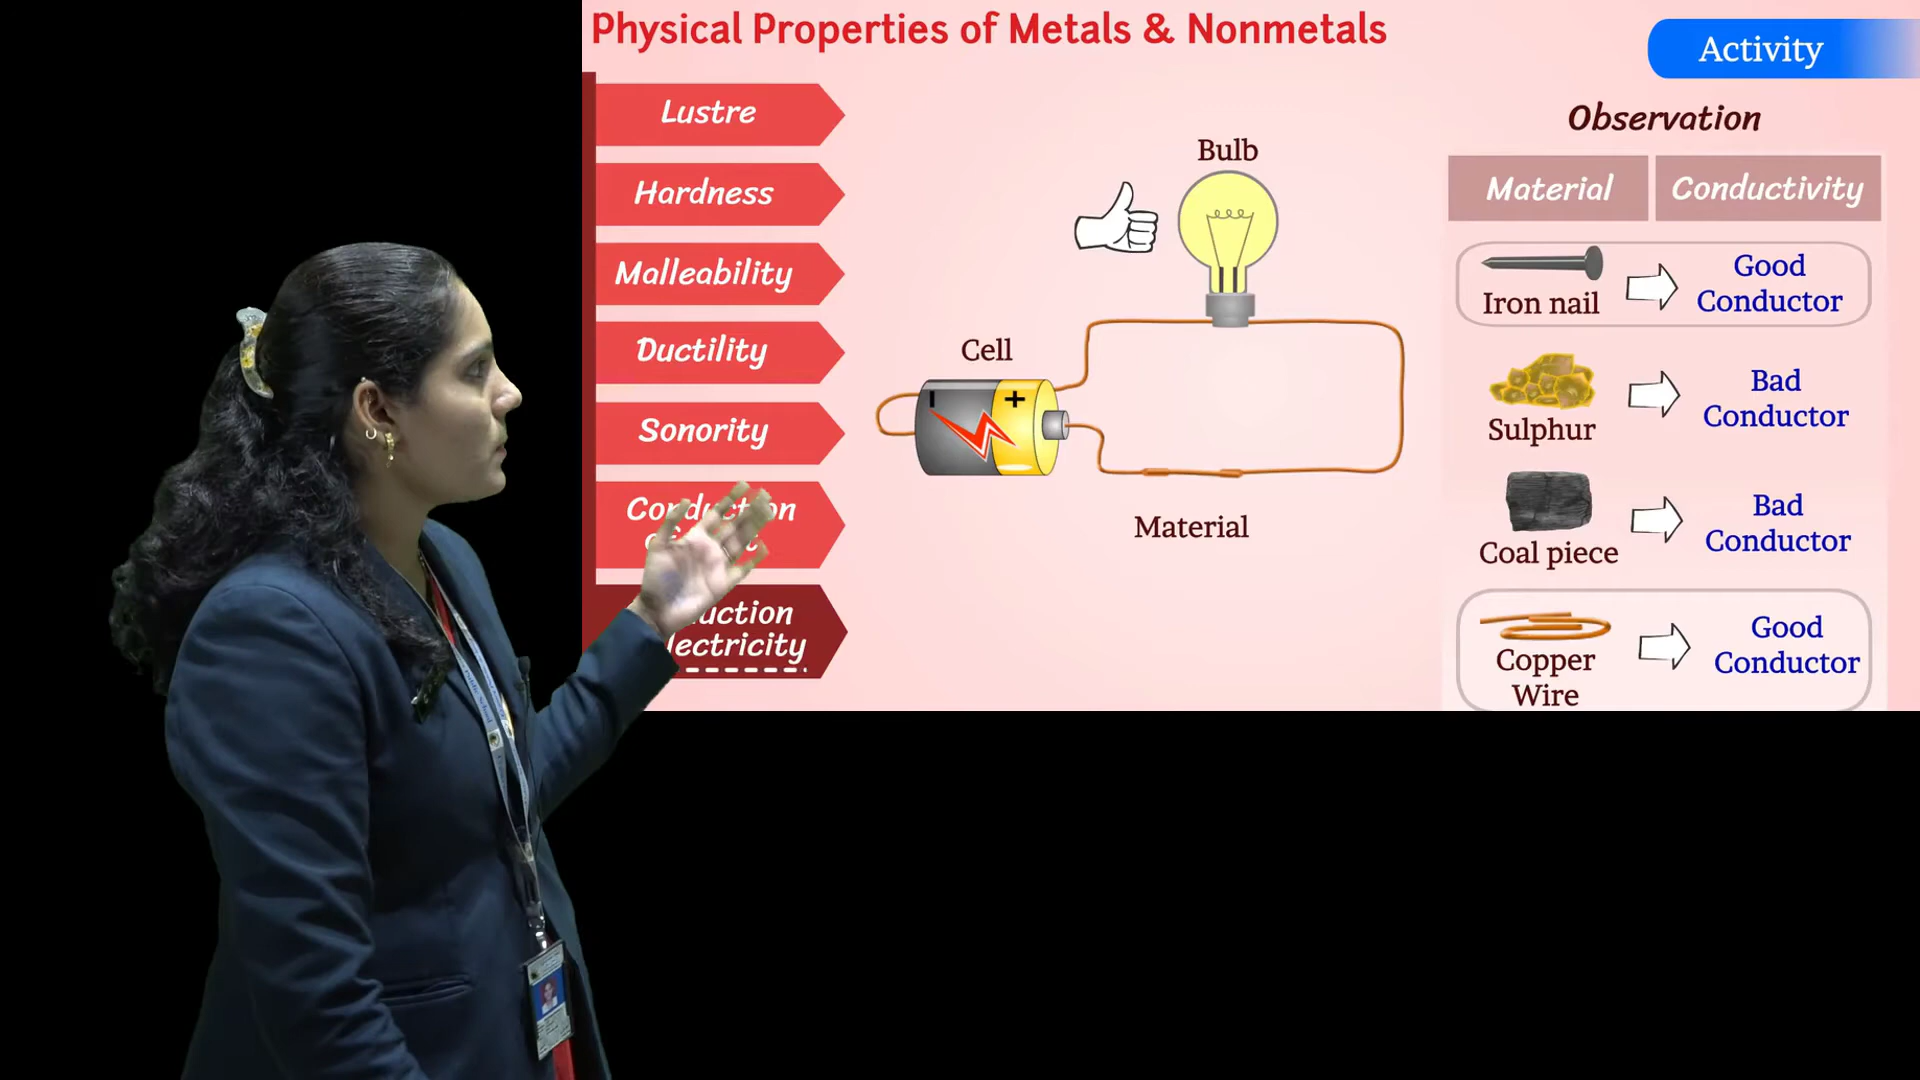 Physical Properties of Metals & Nonmetals
Activity
Lustre
Hardness
Malleability
Ductility
Sonority
Conduction
Electricity
Bulb
Cell
- +
Material
Observation
Material Conductivity
Iron nail
Good
Conductor
Sulphur
Bad
Conductor
Coal piece
Bad
Conductor
Copper
Wire
Good
Conductor